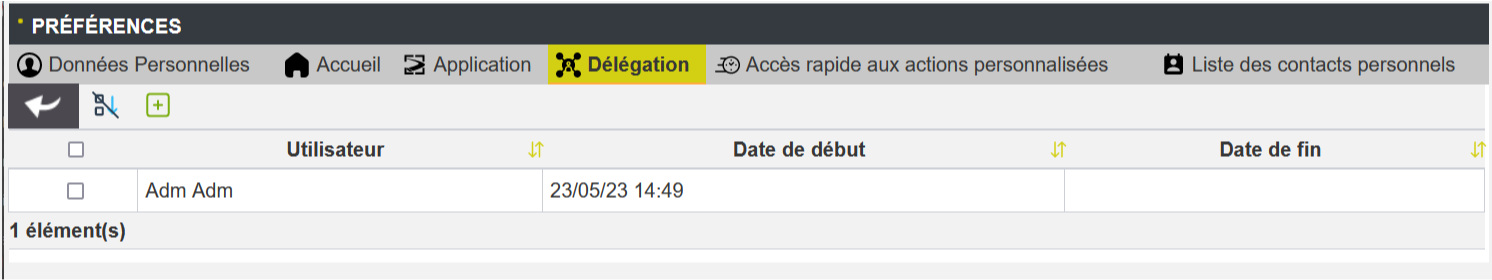 PRÉFÉRENCES
Données Personnelles Accueil Application Délégation Accès rapide aux actions personnalisées Liste des contacts personnels
Utilisateur Date de début Date de fin
Adm Adm 23/05/23 14:49
1 élément(s)